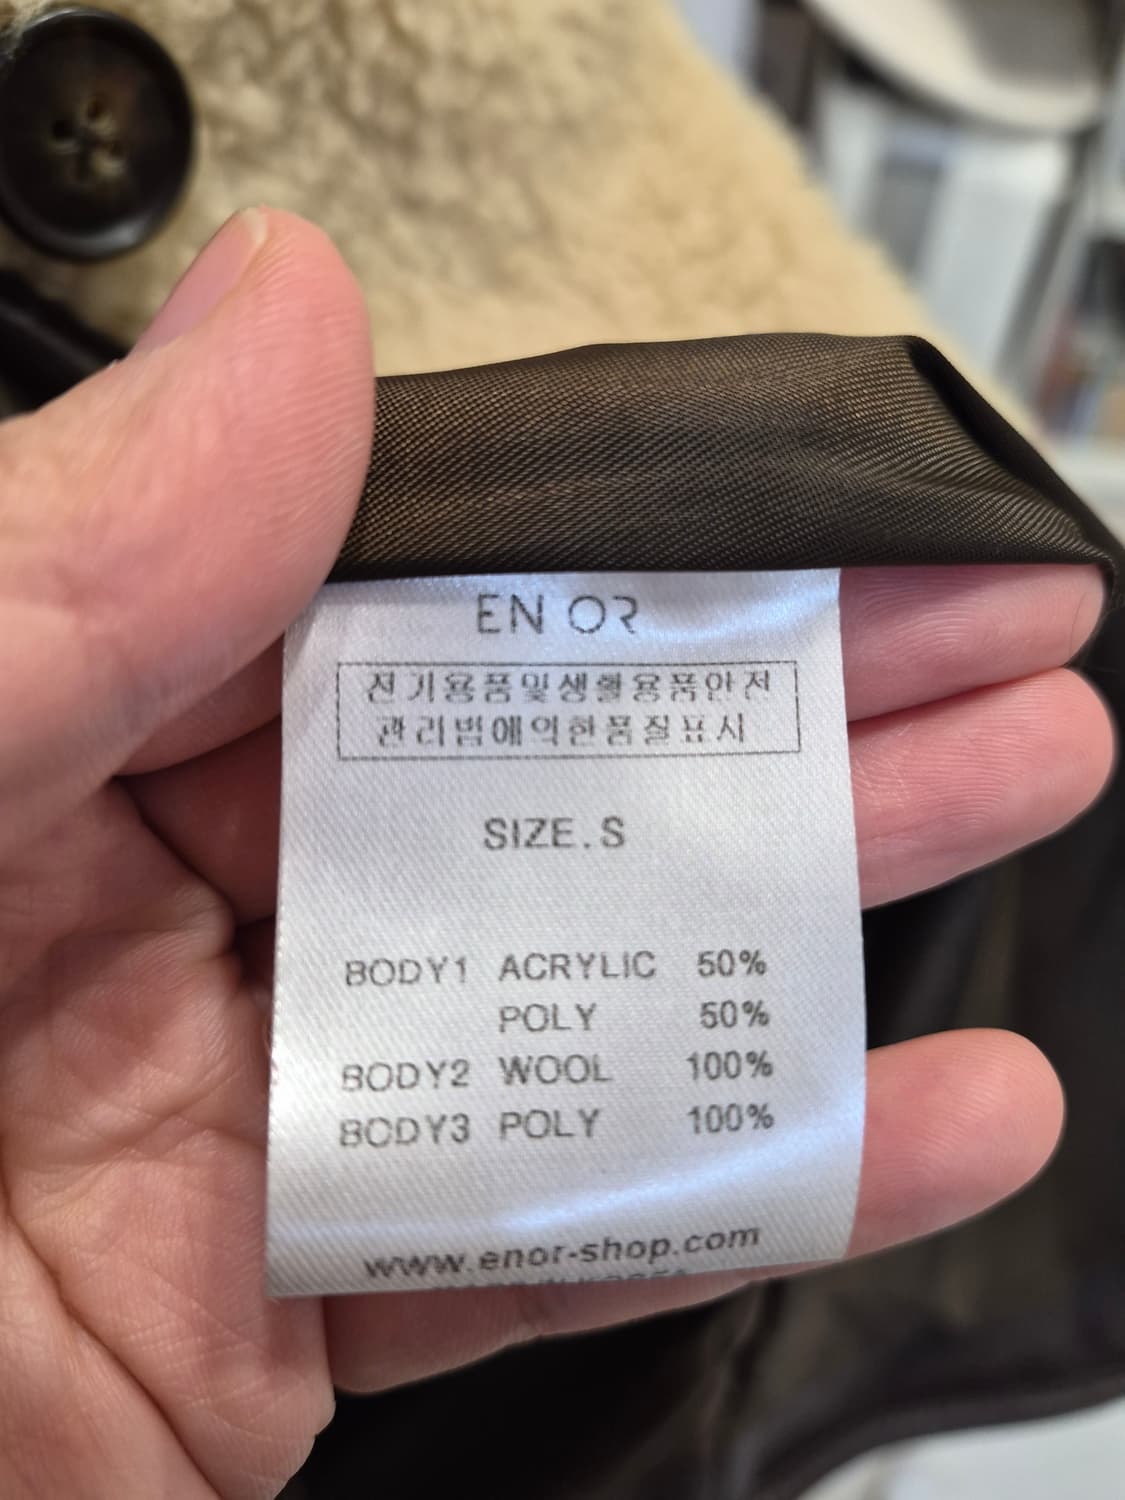 EN OR
전기용품및생활용품안전
관리법에의한품질표시
SIZE.S
BODY1 ACRYLIC 50%
POLY 50%
BODY2 WOOL 100%
BODY3 POLY 100%
www.enor-shop.com